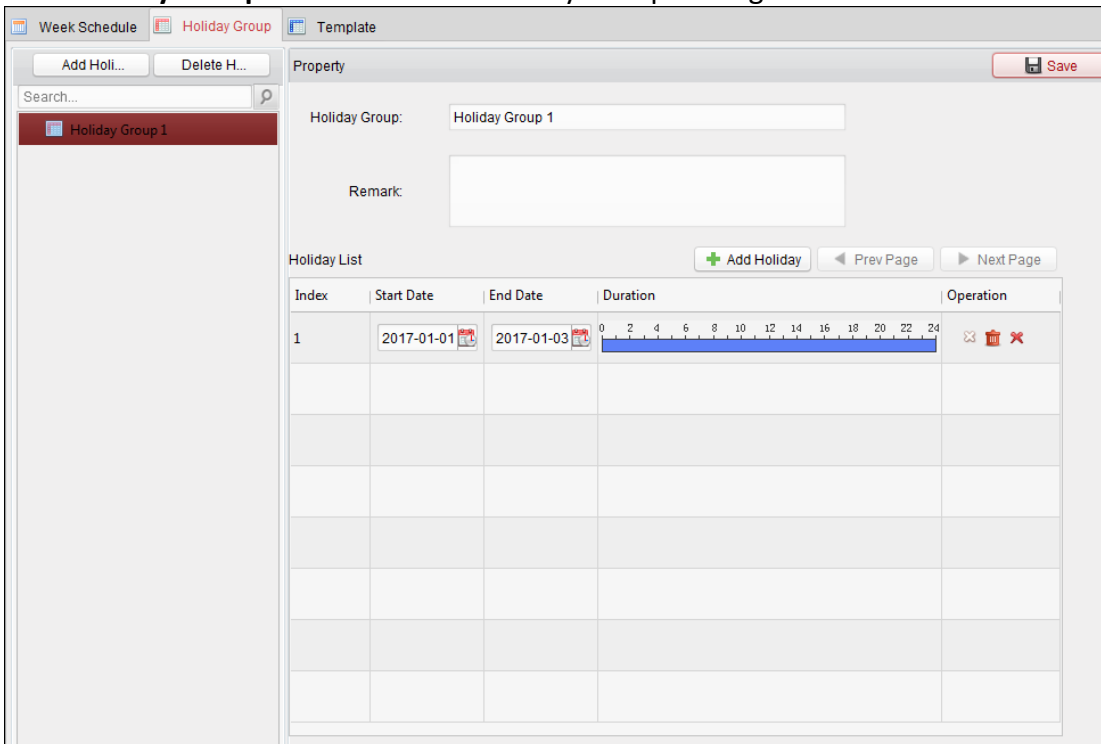 Week Schedule Holiday Group Template
Add Holi... Delete H...
Search...
Holiday Group 1
Property
Save
Holiday Group: Holiday Group 1
Remark:
Holiday List
Add Holiday Prev Page Next Page
Index Start Date End Date Duration Operation
0 2 4 6 8 10 12 14 16 18 20 22 24
1 2017-01-01 2017-01-03